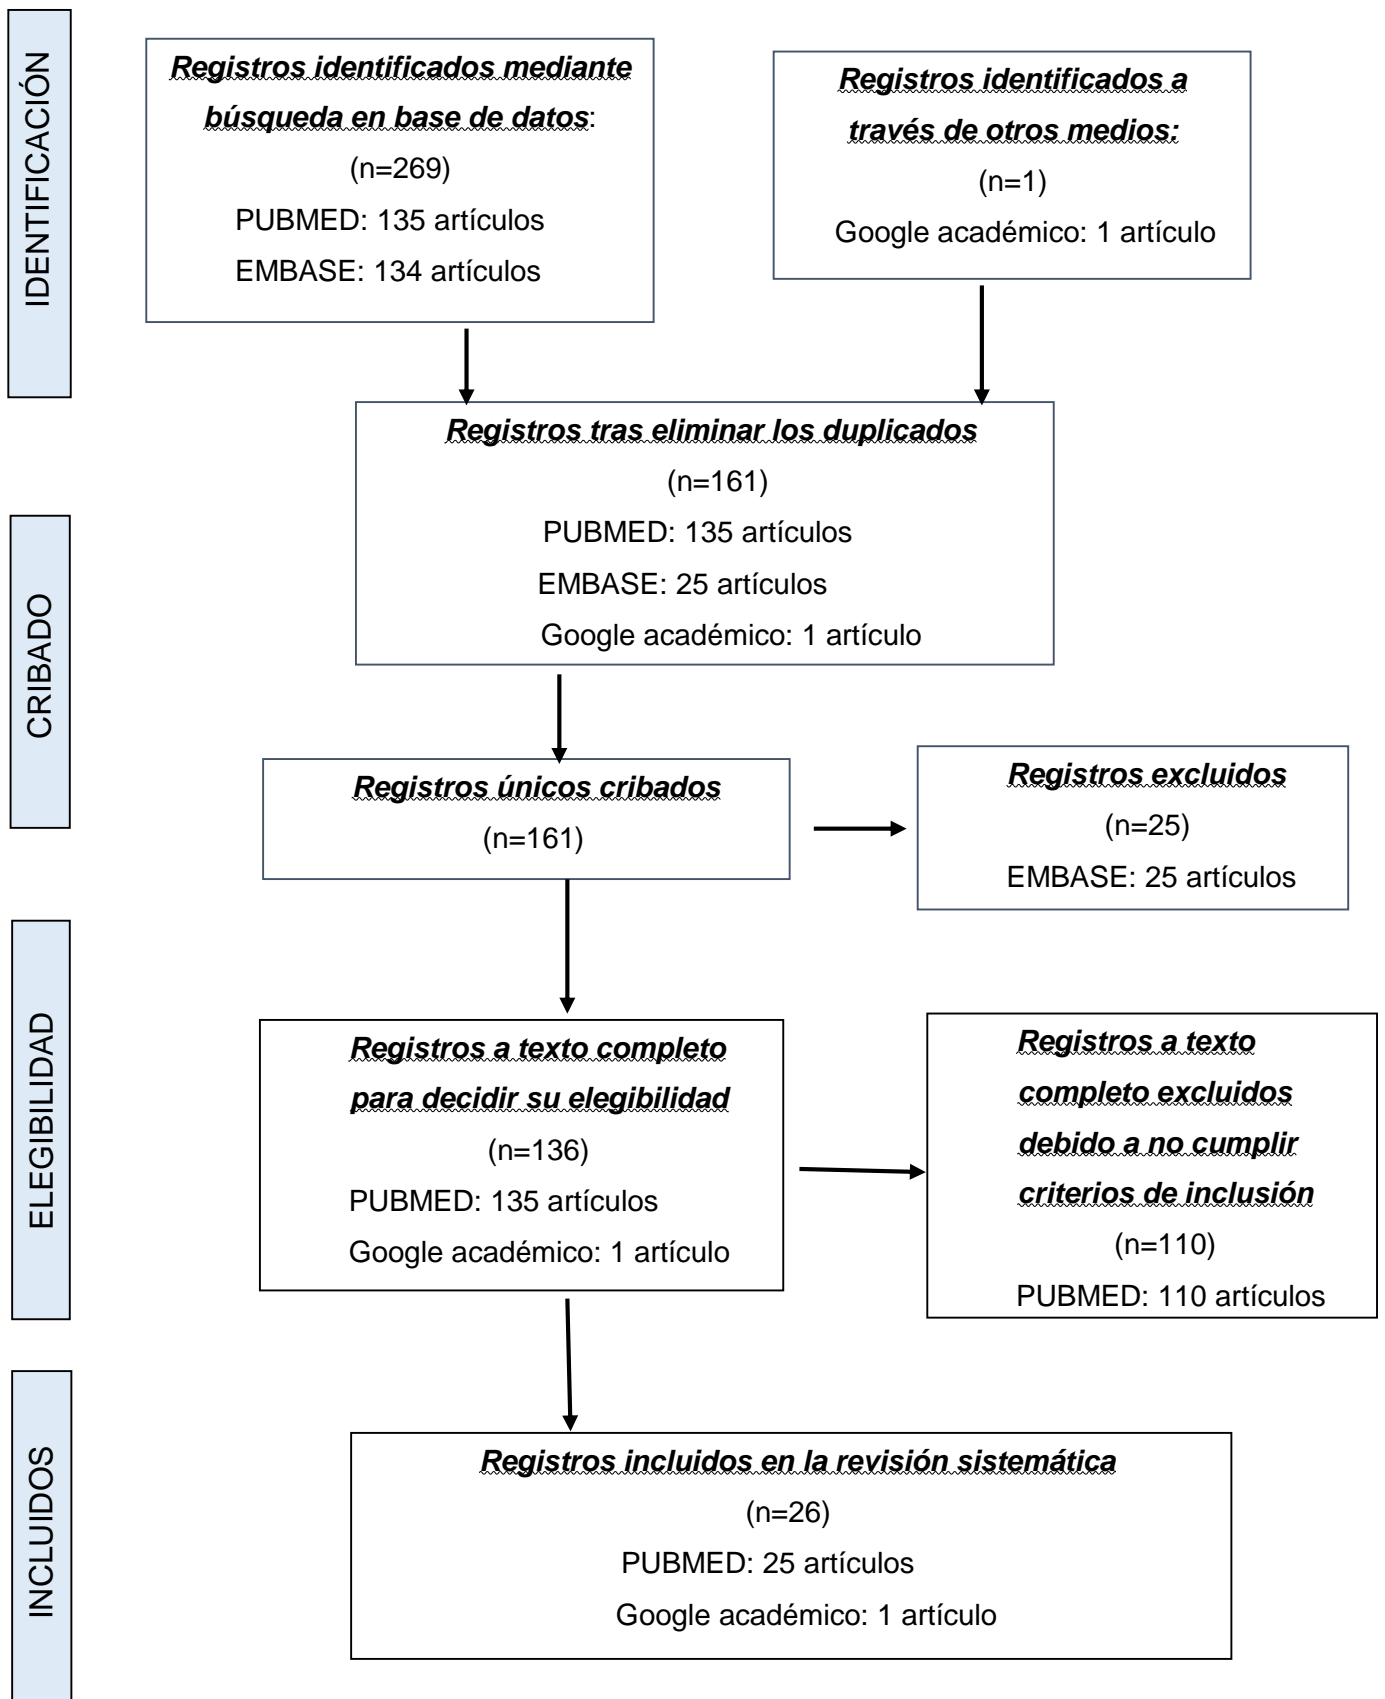 IDENTIFICACIÓN
Registros identificados mediante
búsqueda en base de datos:
(n=269)
PUBMED: 135 artículos
EMBASE: 134 artículos
Registros identificados a
través de otros medios:
(n=1)
Google académico: 1 artículo
Registros tras eliminar los duplicados
(n=161)
PUBMED: 135 artículos
EMBASE: 25 artículos
Google académico: 1 artículo
CRIBADO
Registros únicos cribados
(n=161)
Registros excluidos
(n=25)
EMBASE: 25 artículos
ELEGIBILIDAD
Registros a texto completo
para decidir su elegibilidad
(n=136)
PUBMED: 135 artículos
Google académico: 1 artículo
Registros a texto
completo excluidos
debido a no cumplir
criterios de inclusión
(n=110)
PUBMED: 110 artículos
INCLUIDOS
Registros incluidos en la revisión sistemática
(n=26)
PUBMED: 25 artículos
Google académico: 1 artículo